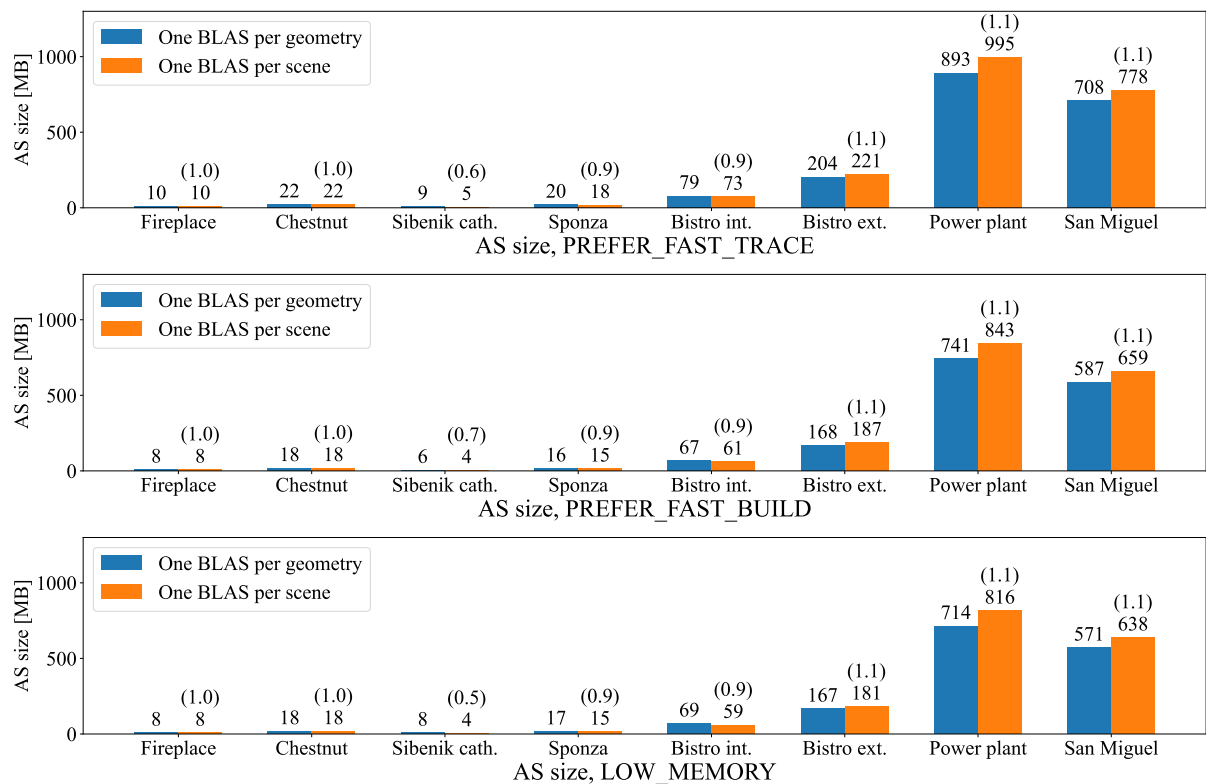 One BLAS per geometry
One BLAS per scene
AS size [MB]
1000
500
0
(1.0) (1.0) (0.6) (0.9) (0.9) (1.1) (1.1) (1.1)
10 10 22 22 9 5 20 18 79 73 204 221 893 995 708 778
Fireplace Chestnut Sibenik cath. Sponza Bistro int. Bistro ext. Power plant San Miguel
AS size, PREFER_FAST_TRACE
One BLAS per geometry
One BLAS per scene
AS size [MB]
1000
500
0
(1.0) (1.0) (0.7) (0.9) (0.9) (1.1) (1.1) (1.1)
8 8 18 18 6 4 16 15 67 61 168 187 741 843 587 659
Fireplace Chestnut Sibenik cath. Sponza Bistro int. Bistro ext. Power plant San Miguel
AS size, PREFER_FAST_BUILD
One BLAS per geometry
One BLAS per scene
AS size [MB]
1000
500
0
(1.0) (1.0) (0.5) (0.9) (0.9) (1.1) (1.1) (1.1)
8 8 18 18 8 4 17 15 69 59 167 181 714 816 571 638
Fireplace Chestnut Sibenik cath. Sponza Bistro int. Bistro ext. Power plant San Miguel
AS size, LOW_MEMORY